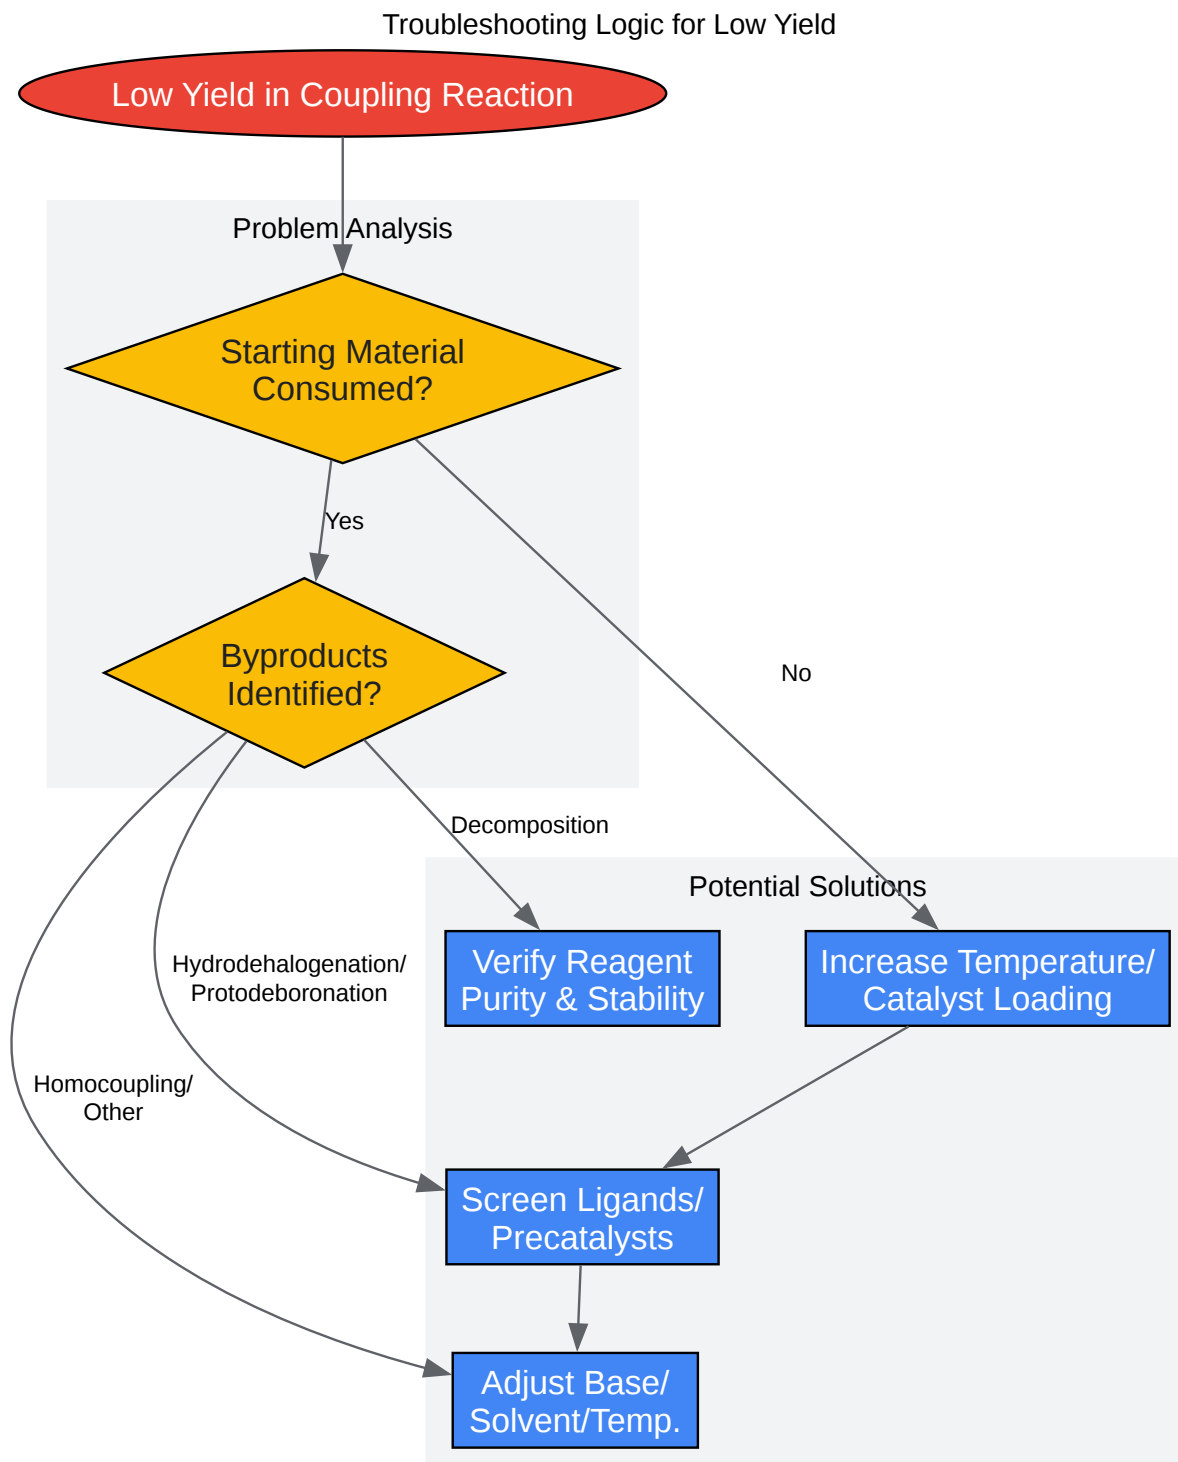 Troubleshooting Logic for Low Yield
Low Yield in Coupling Reaction
Problem Analysis
Starting Material
Consumed?
Yes
Byproducts
Identified?
No
Decomposition
Potential Solutions
Verify Reagent
Purity & Stability
Increase Temperature/
Catalyst Loading
Hydrodehalogenation/
Protodeboronation
Homocoupling/
Other
Screen Ligands/
Precatalysts
Adjust Base/
Solvent/Temp.